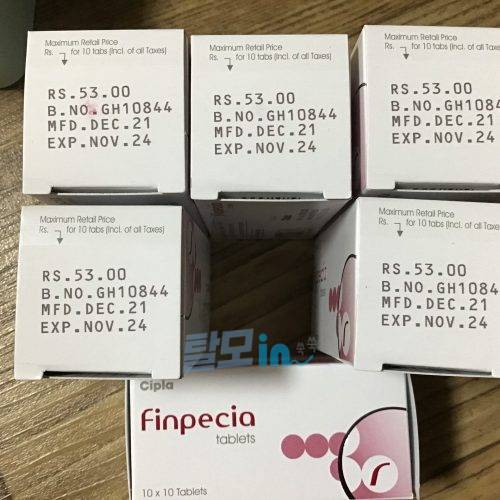 Maximum Retail Price
Rs. for 10 tabs (Incl. of all Taxes)
RS.53.00
B.NO.GH10844
MFD.DEC.21
EXP.NOV.24
Maximum Retail Price
Rs. for 10 tabs (Incl. of all Taxes)
RS.53.00
B.NO.GH10844
MFD.DEC.21
EXP.NOV.24
Maximum Retail Price
Rs. for 10 tabs (Incl. of all Taxes)
RS.53.00
B.NO.GH1084
MFD.DEC.21
EXP.NOV.24
Maximum Retail Price
Rs. for 10 tabs (Incl. of all Taxes)
RS.53.00
B.NO.GH10844
MFD.DEC.21
EXP.NOV.24
Maximum Retail Price
Rs. for 10 tabs (Incl. of all Taxes)
RS.53.00
B.NO.GH10844
MFD.DEC.21
EXP.NOV.24
탈모in 쑥쑥
Cipla
Finpecia
tablets
10 x 10 Tablets